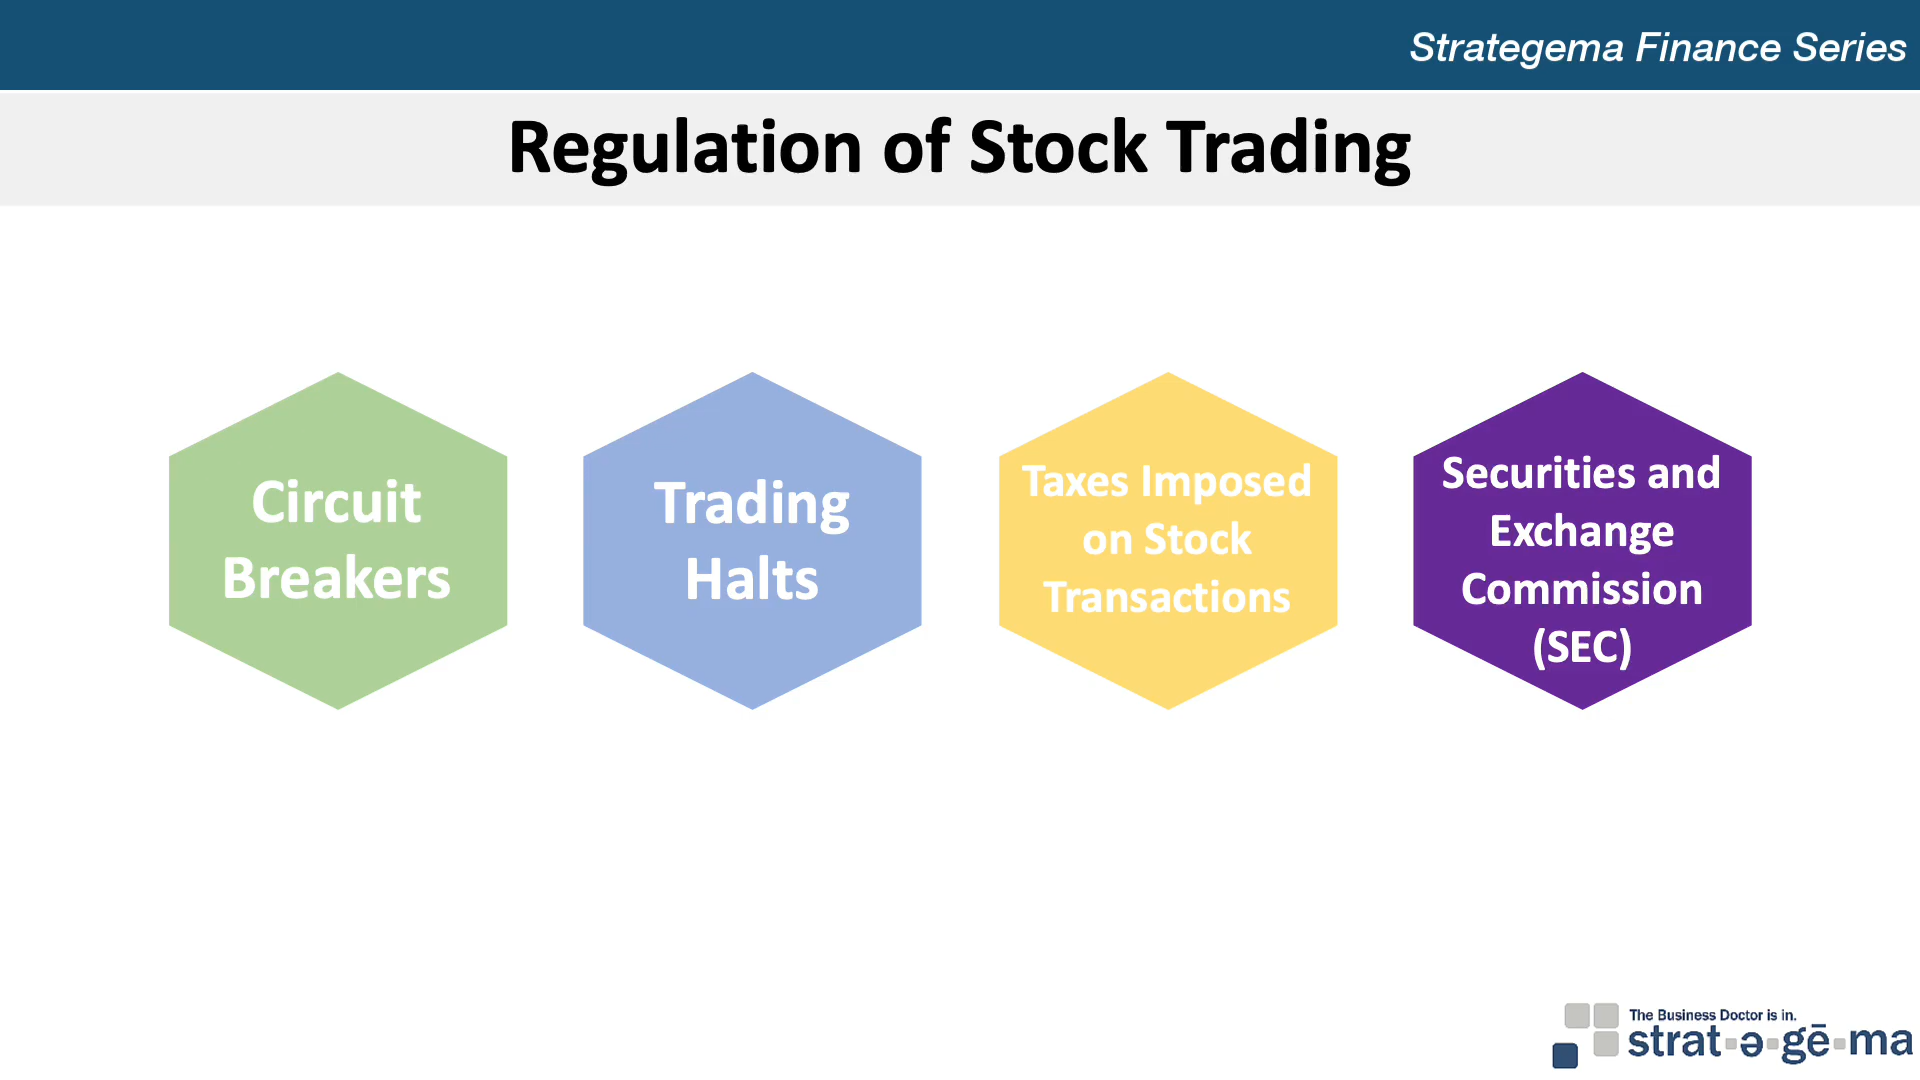 Strategema Finance Series
Regulation of Stock Trading
Circuit
Breakers
Trading
Halts
Taxes Imposed
on Stock
Transactions
Securities and
Exchange
Commission
(SEC)
The Business Doctor is in.
strat-ə-gē-ma